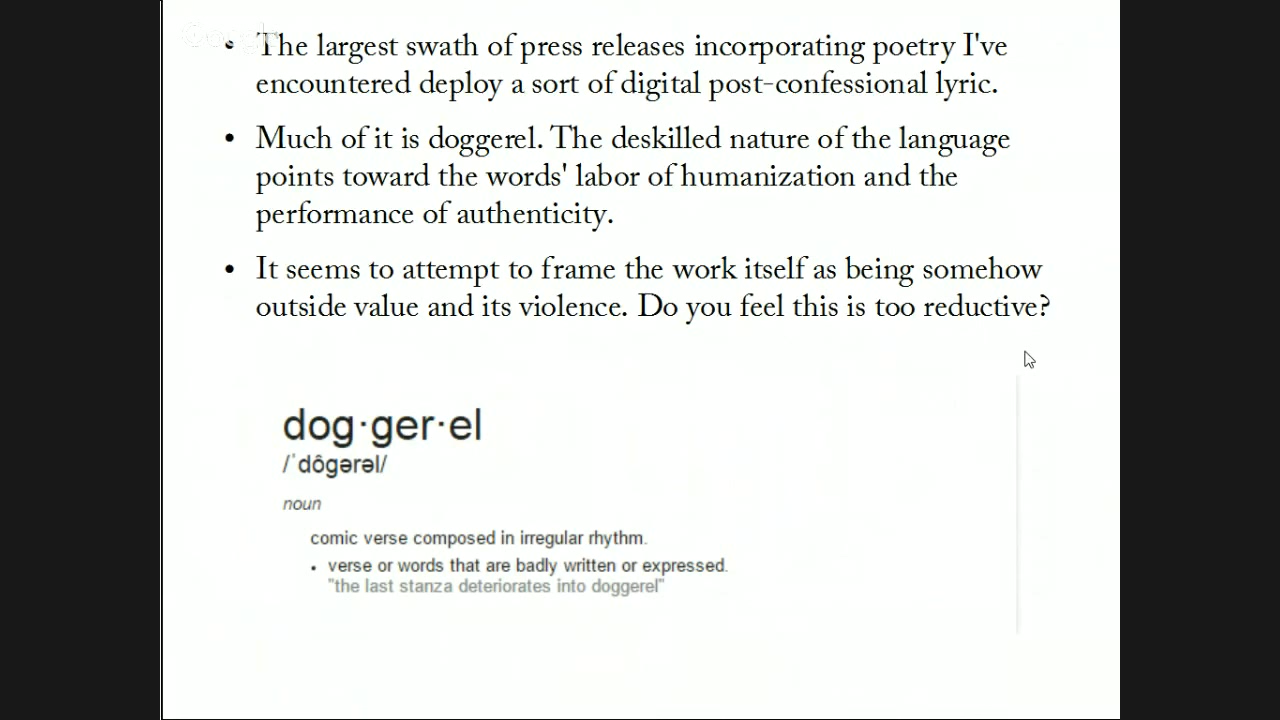 Google
• The largest swath of press releases incorporating poetry I've
encountered deploy a sort of digital post-confessional lyric.
• Much of it is doggerel. The deskilled nature of the language
points toward the words' labor of humanization and the
performance of authenticity.
• It seems to attempt to frame the work itself as being somehow
outside value and its violence. Do you feel this is too reductive?
dog·ger·el
/ˈdôgərəl/
noun
comic verse composed in irregular rhythm.
• verse or words that are badly written or expressed.
"the last stanza deteriorates into doggerel"